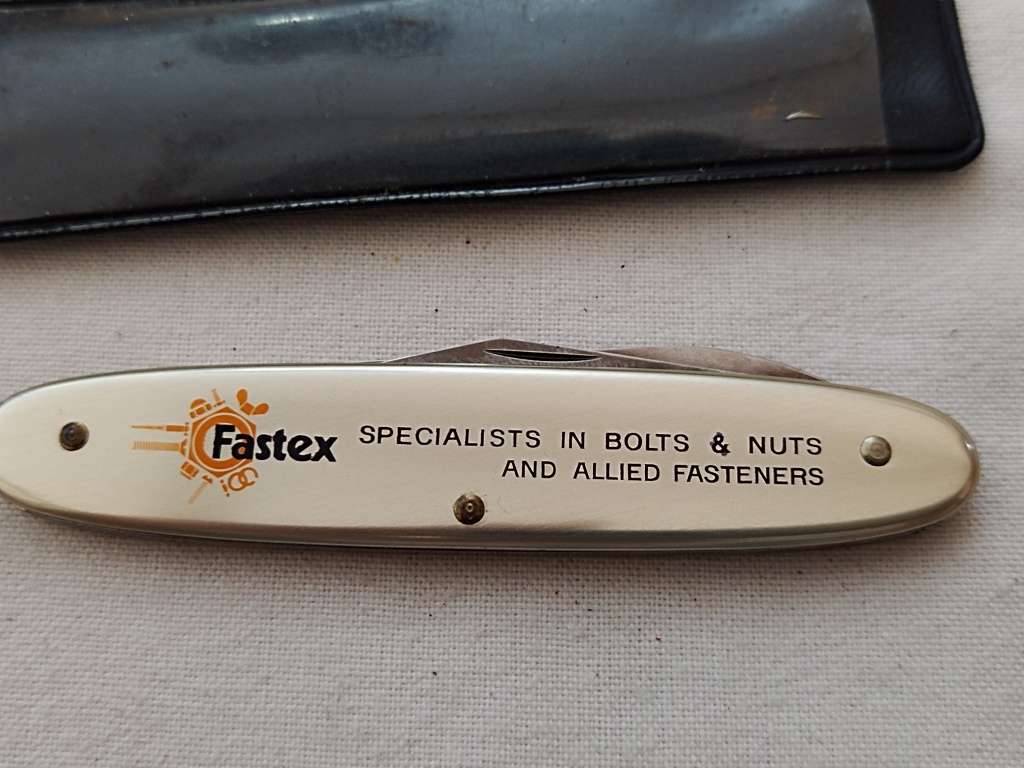 Fastex
SPECIALISTS IN BOLTS & NUTS
AND ALLIED FASTENERS